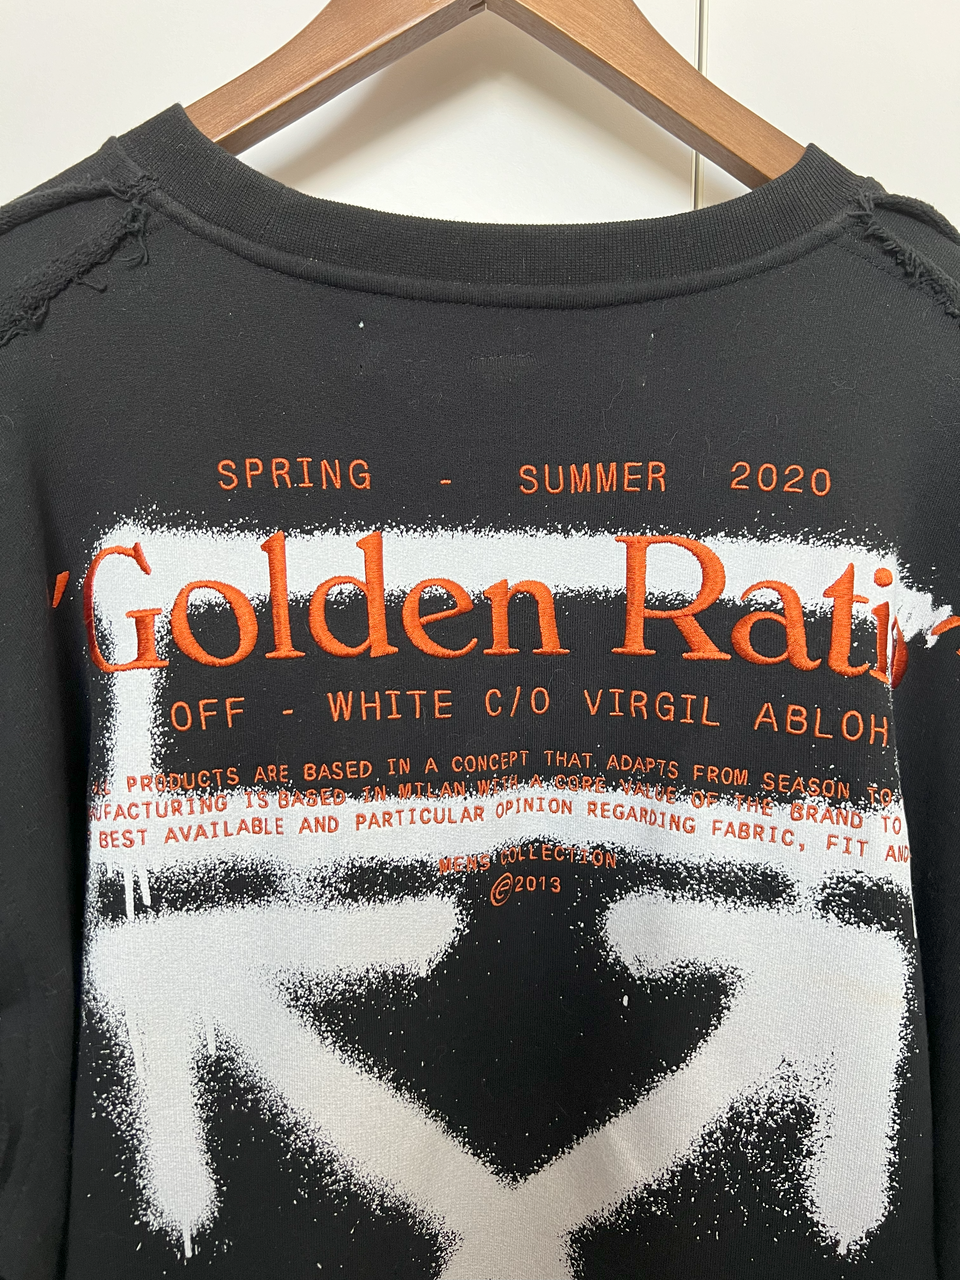 SPRING - SUMMER 2020
"Golden Ratio"
OFF - WHITE C/O VIRGIL ABLOH
PRODUCTS ARE BASED IN A CONCEPT THAT ADAPTS FROM SEASON TO
UFACTURING IS BASED IN MILAN WITH A CORE VALUE OF THE BRAND TO
BEST AVAILABLE AND PARTICULAR OPINION REGARDING FABRIC, FIT AND
MENS COLLECTION
©2013